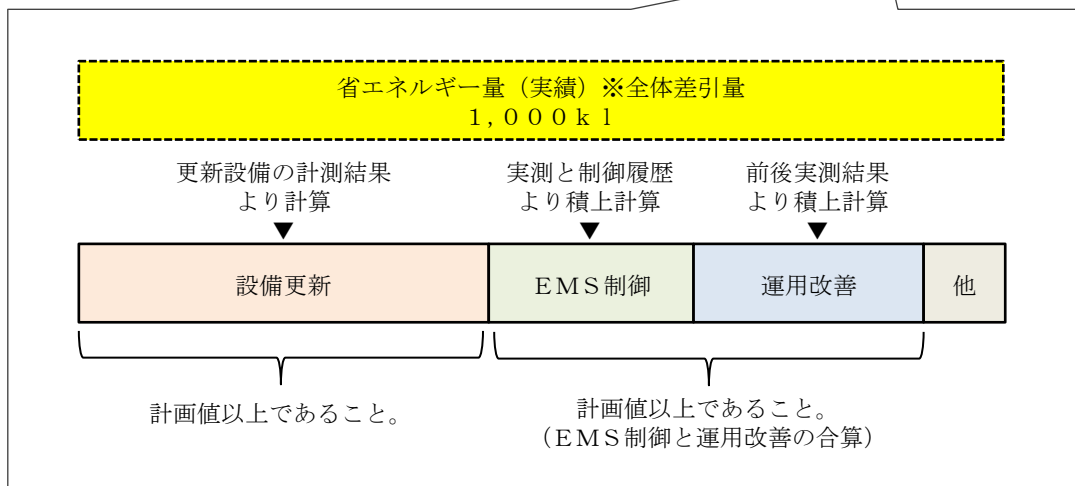 省エネルギー量（実績）※全体差引量
１，０００ｋｌ
更新設備の計測結果
より計算
▼
実測と制御履歴
より積上計算
▼
前後実測結果
より積上計算
▼
設備更新
ＥＭＳ制御
運用改善
他
計画値以上であること。
計画値以上であること。
（ＥＭＳ制御と運用改善の合算）